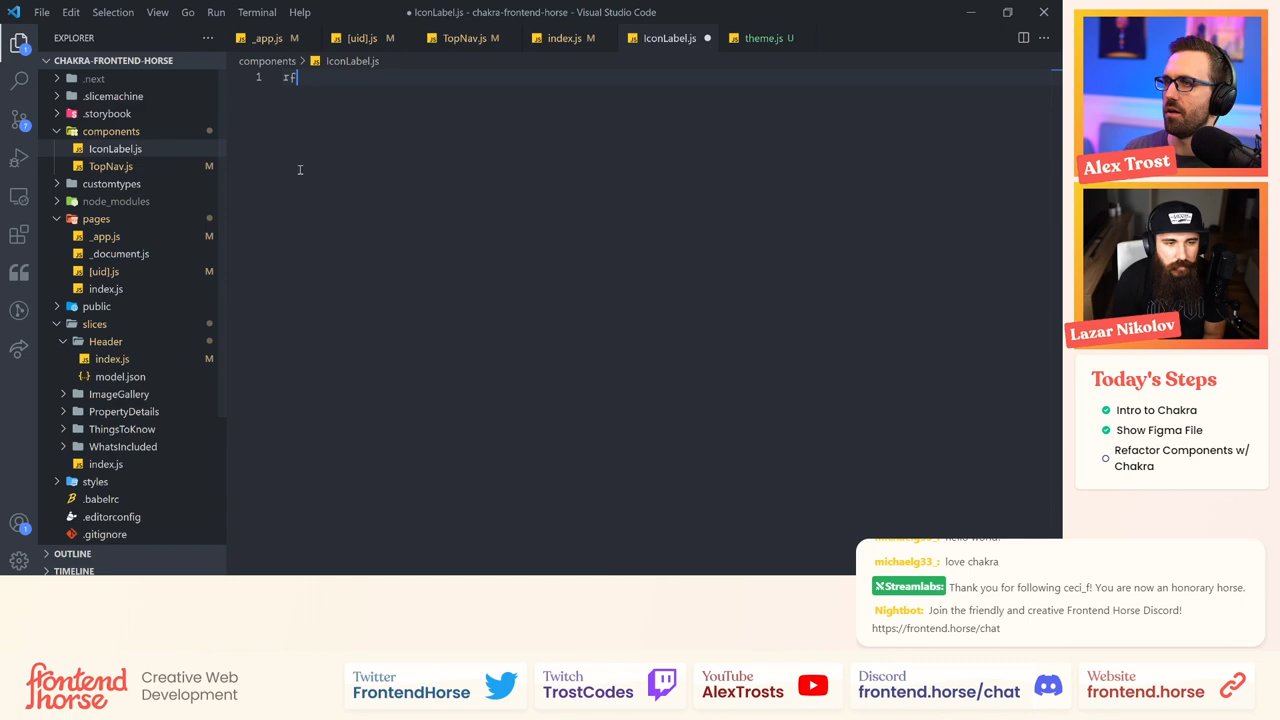 File Edit Selection View Go Run Terminal Help
● IconLabel.js - chakra-frontend-horse - Visual Studio Code
EXPLORER
_app.js M
[uid].js M
TopNav.js M
index.js M
IconLabel.js ●
theme.js U
components > IconLabel.js
1 rf
CHAKRA-FRONTEND-HORSE
.next
.slicemachine
.storybook
components
IconLabel.js
TopNav.js M
customtypes
node_modules
pages
_app.js M
_document.js
[uid].js M
index.js
public
slices
Header
index.js M
model.json
ImageGallery
PropertyDetails
ThingsToKnow
WhatsIncluded
index.js
styles
.babelrc
.editorconfig
.gitignore
OUTLINE
TIMELINE
1
7
1
Alex Trost
Lazar Nikolov
Today's Steps
Intro to Chakra
Show Figma File
Refactor Components w/
Chakra
michaelg33_: hello world!
michaelg33_: love chakra
Streamlabs: Thank you for following ceci_f! You are now an honorary horse.
Nightbot: Join the friendly and creative Frontend Horse Discord!
https://frontend.horse/chat
frontend
horse
Creative Web
Development
Twitter
FrontendHorse
Twitch
TrostCodes
YouTube
AlexTrosts
Discord
frontend.horse/chat
Website
frontend.horse